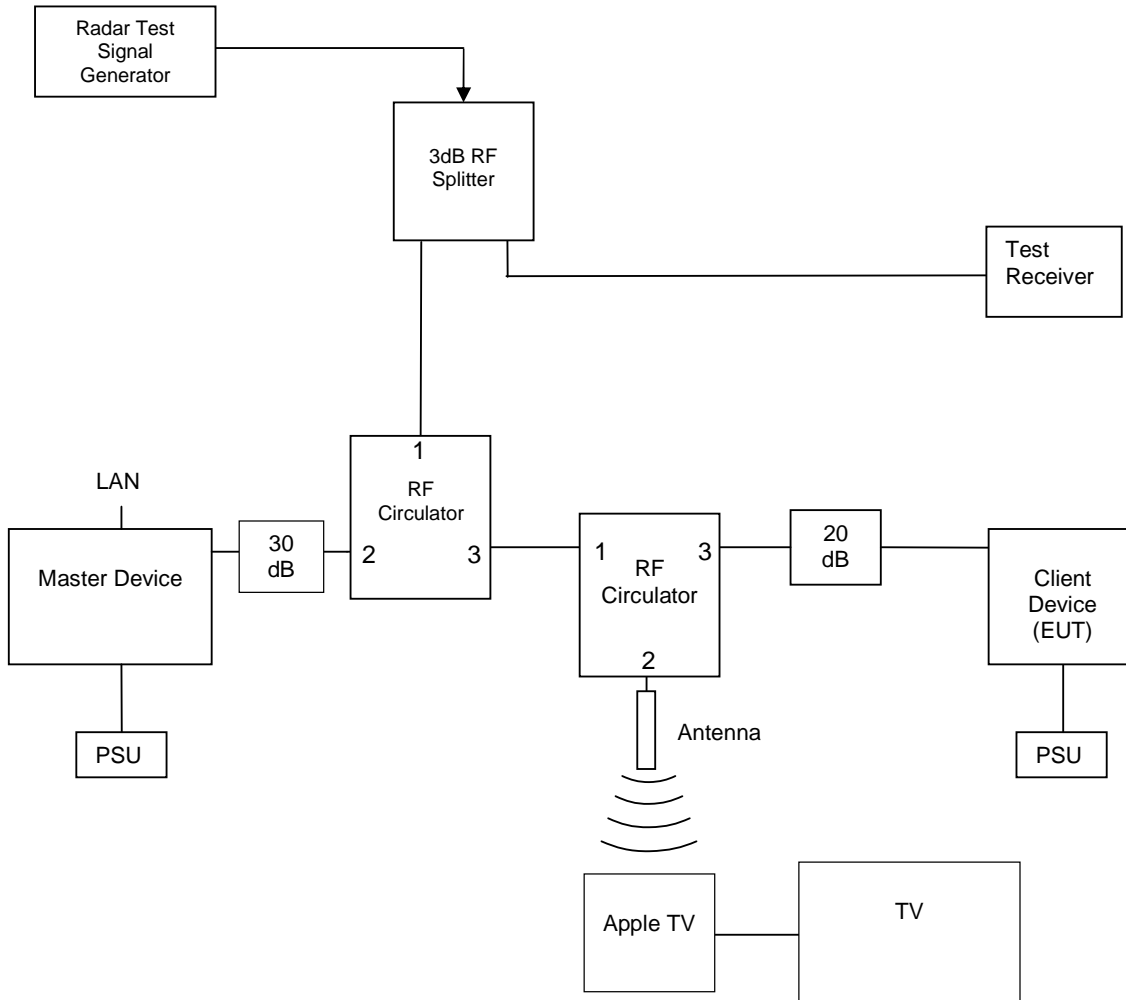 Radar Test
Signal
Generator
3dB RF
Splitter
Test
Receiver
1
RF
Circulator
2
3
LAN
Master Device
30
dB
1
3
RF
Circulator
2
20
dB
Client
Device
(EUT)
PSU
Antenna
PSU
Apple TV
TV